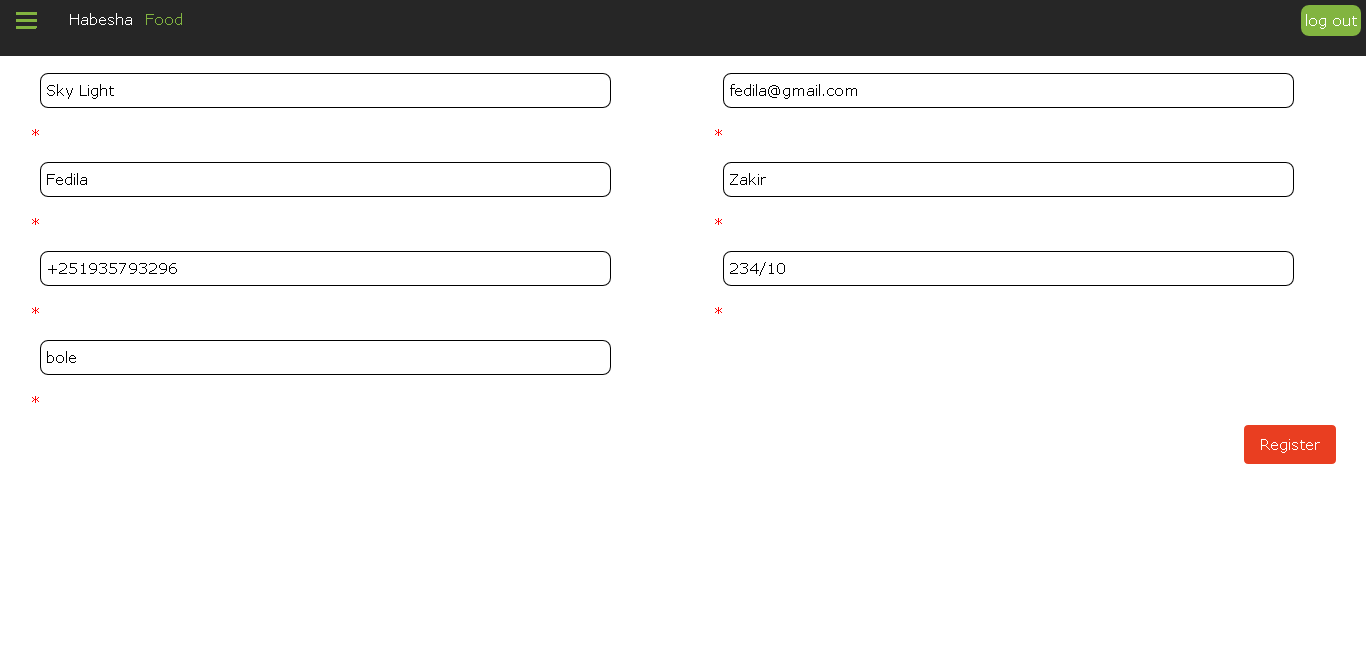 Habesha Food log out
Sky Light fedila@gmail.com
* *
Fedila Zakir
* *
+251935793296 234/10
* *
bole
*
Register